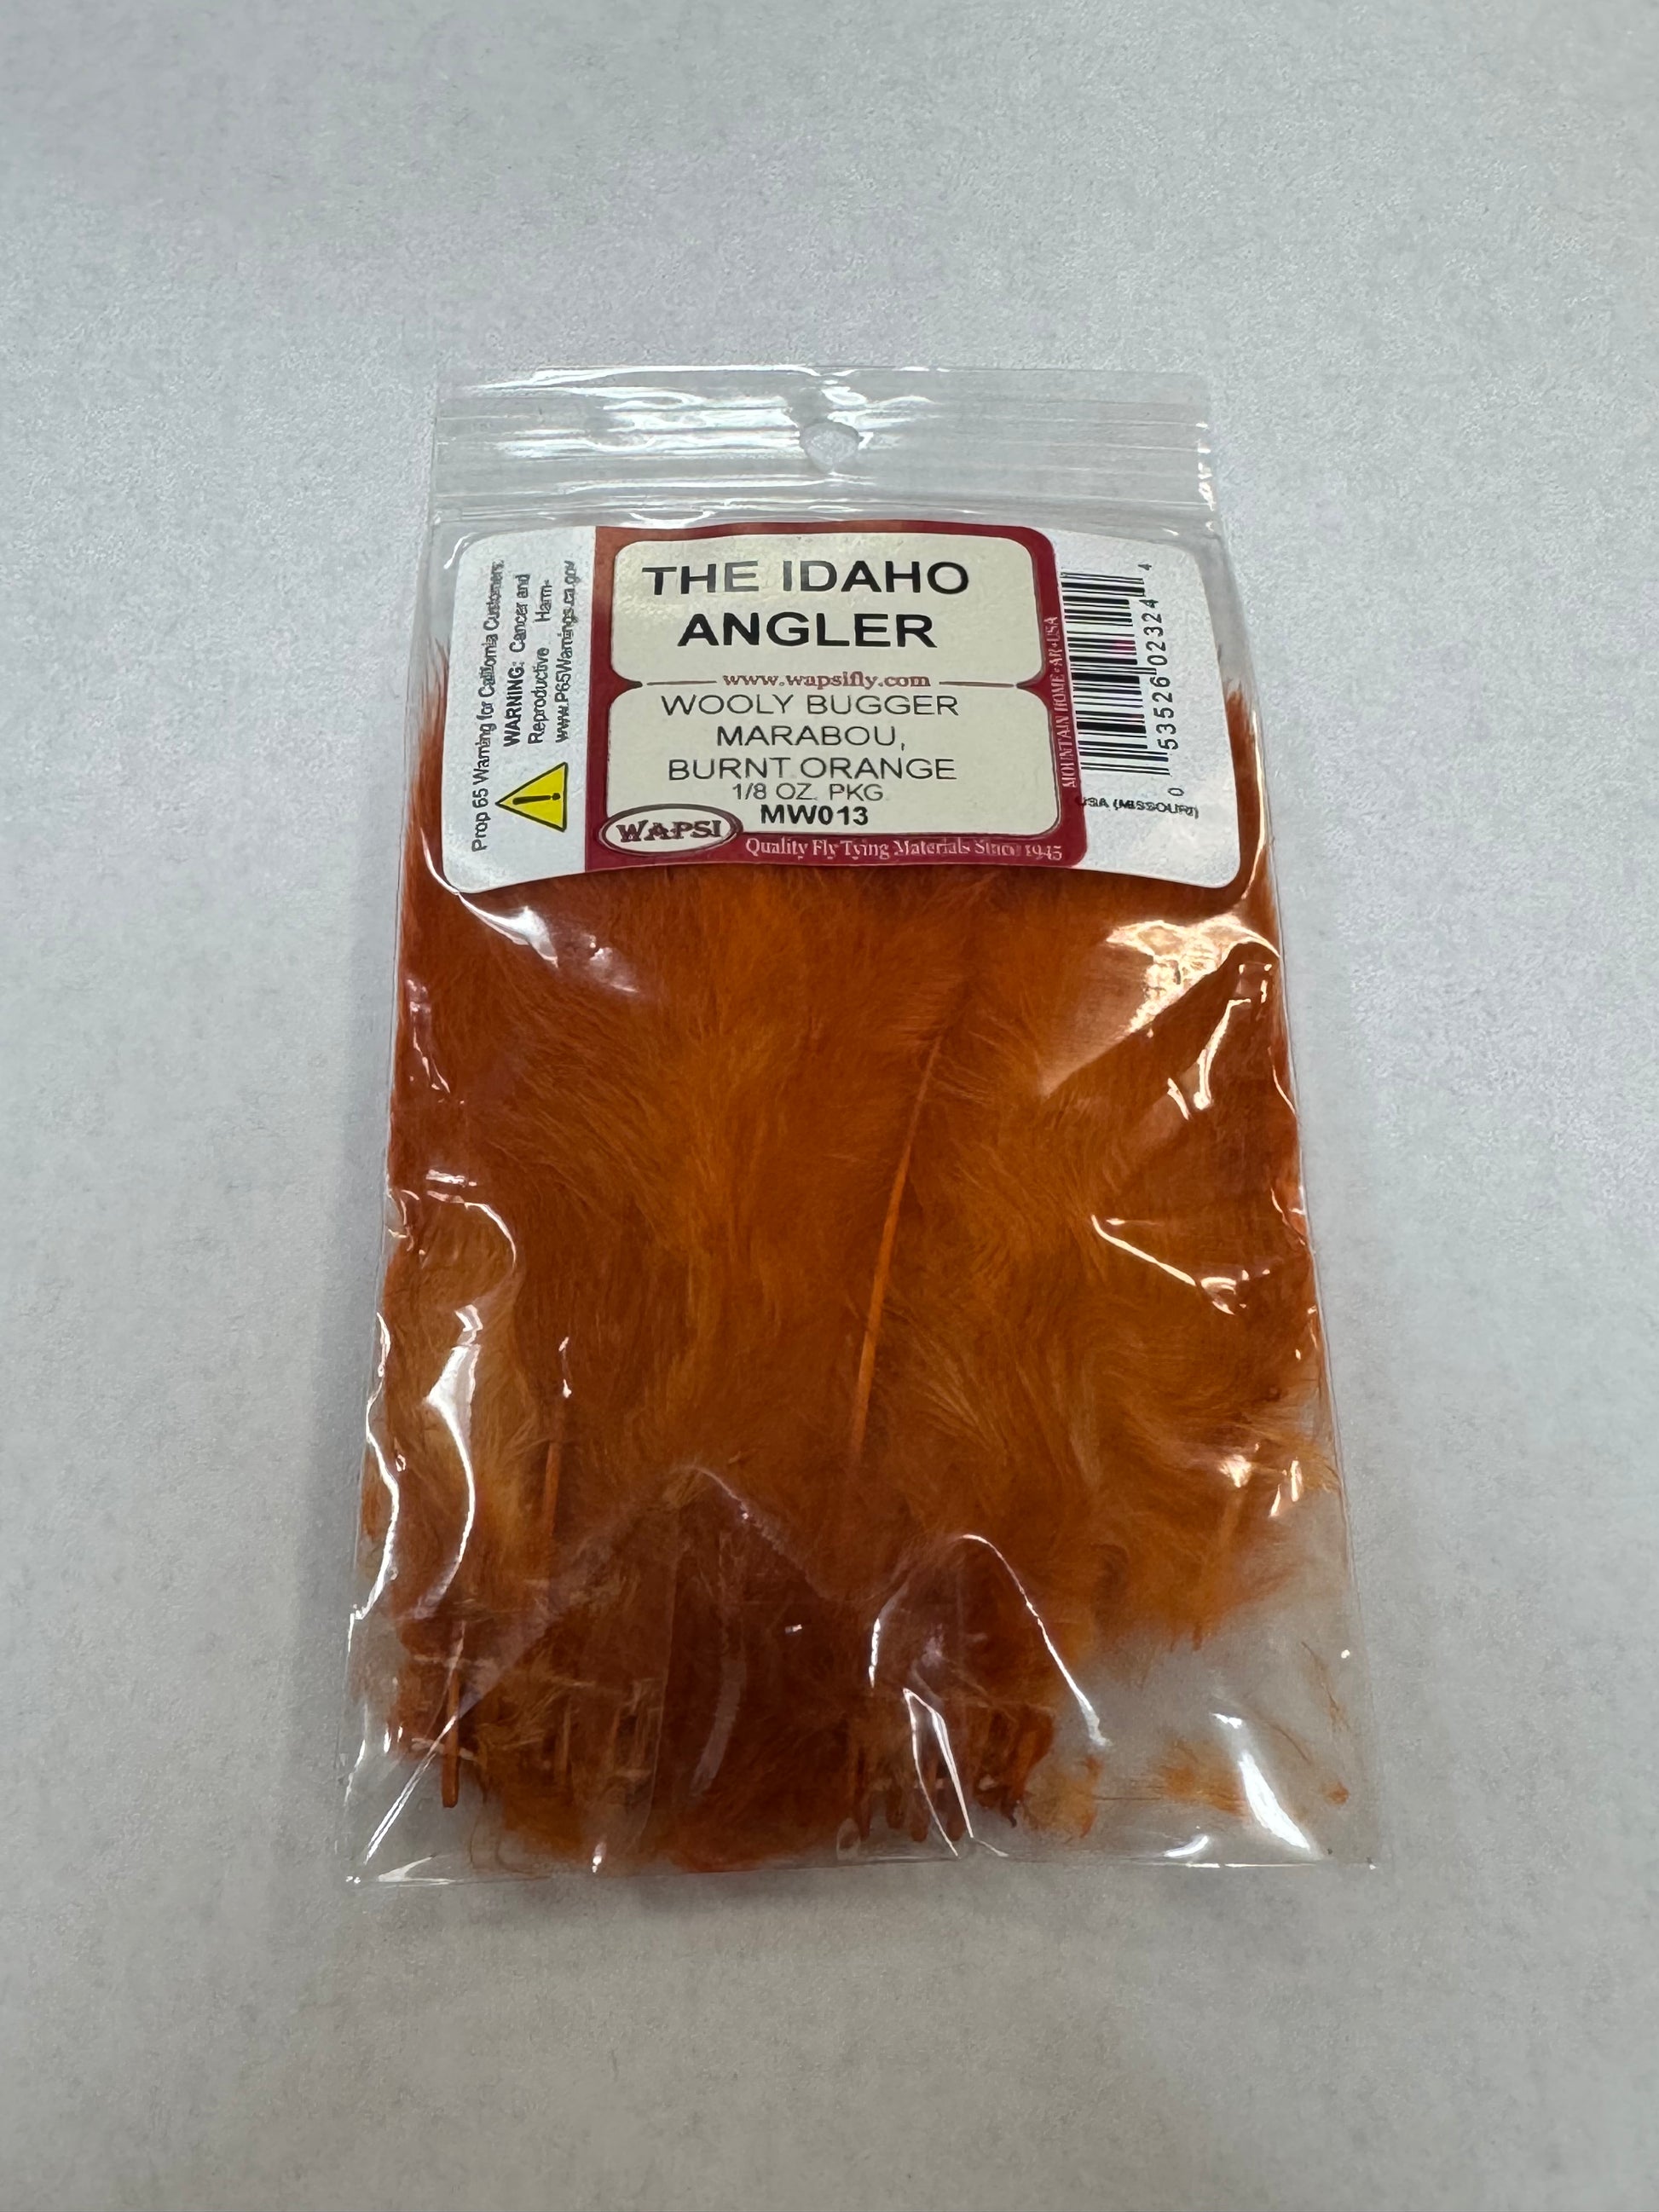 THE IDAHO
ANGLER
www.wapsifly.com
WOOLY BUGGER
MARABOU,
BURNT ORANGE
1/8 OZ. PKG
MW013
WAPSI
Quality Fly Tying Materials Since 1945
MOUNTAIN HOME·AR·USA
Prop 65 Warning for California Customers:
WARNING: Cancer and
Reproductive Harm-
www.P65Warnings.ca.gov
0 53526 02324 4
USA (MISSOURI)